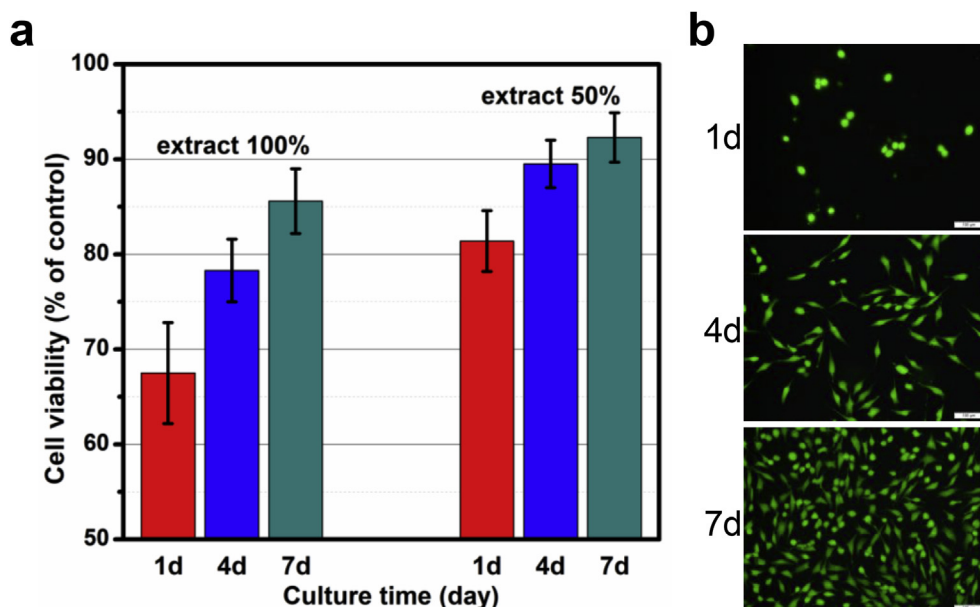 a
100
90
80
70
60
50
Cell viability (% of control)
extract 100%
extract 50%
1d 4d 7d 1d 4d 7d
Culture time (day)
b
1d
4d
7d